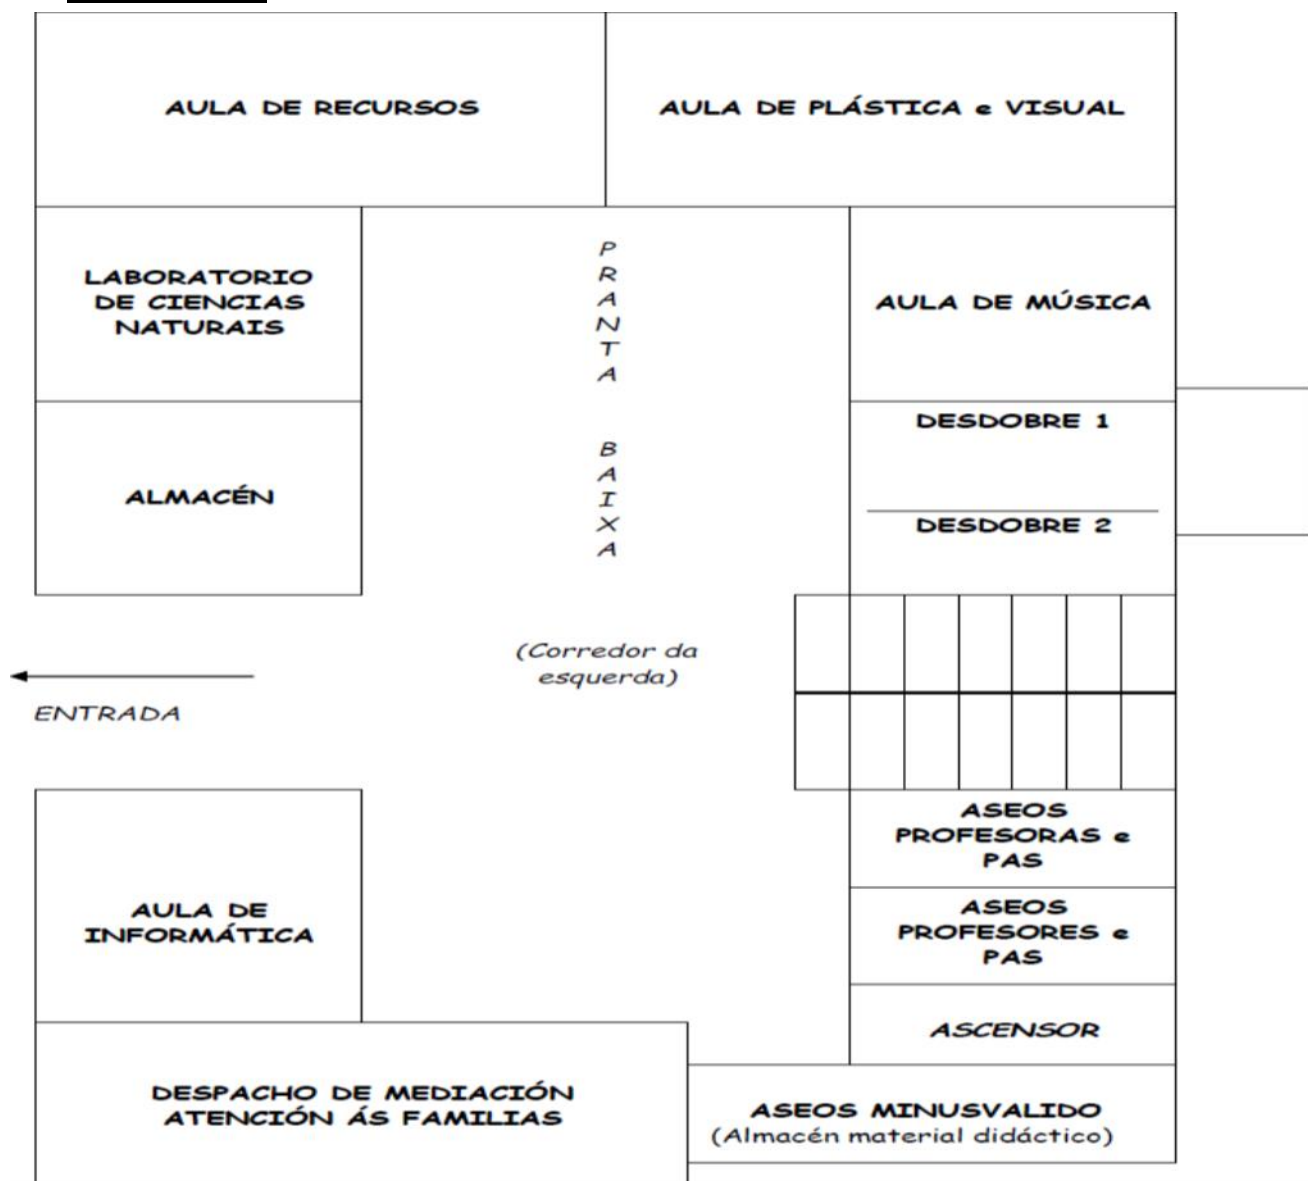 AULA DE RECURSOS
AULA DE PLÁSTICA e VISUAL
LABORATORIO
DE CIENCIAS
NATURAIS
PRANTA BAIXA
AULA DE MÚSICA
ALMACÉN
DESDOBRE 1
DESDOBRE 2
(Corredor da
esquerda)
ENTRADA
AULA DE
INFORMÁTICA
ASEOS
PROFESORAS e
PAS
ASEOS
PROFESORES e
PAS
ASCENSOR
DESPACHO DE MEDIACIÓN
ATENCIÓN ÁS FAMILIAS
ASEOS MINUSVALIDO
(Almacén material didáctico)